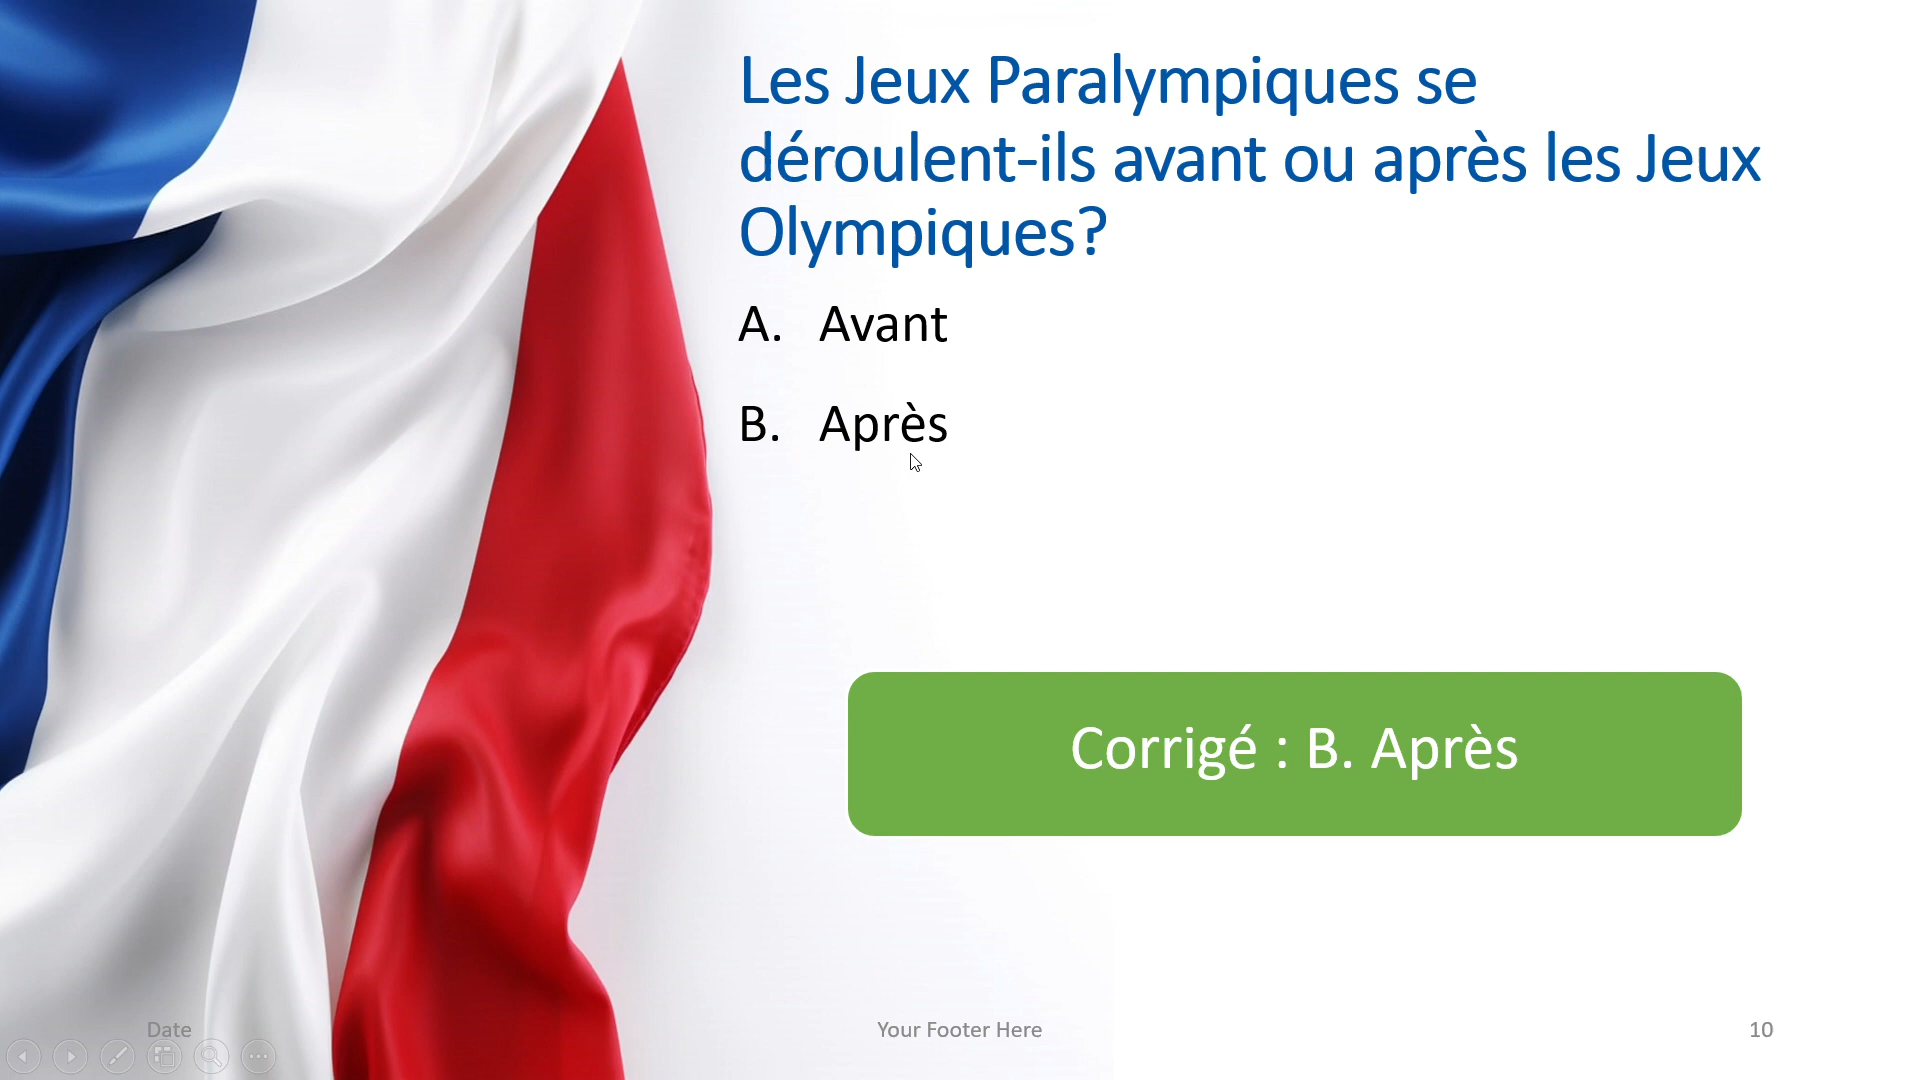 Les Jeux Paralympiques se
déroulent-ils avant ou après les Jeux
Olympiques?
A. Avant
B. Après
Corrigé : B. Après
Date
Your Footer Here
10